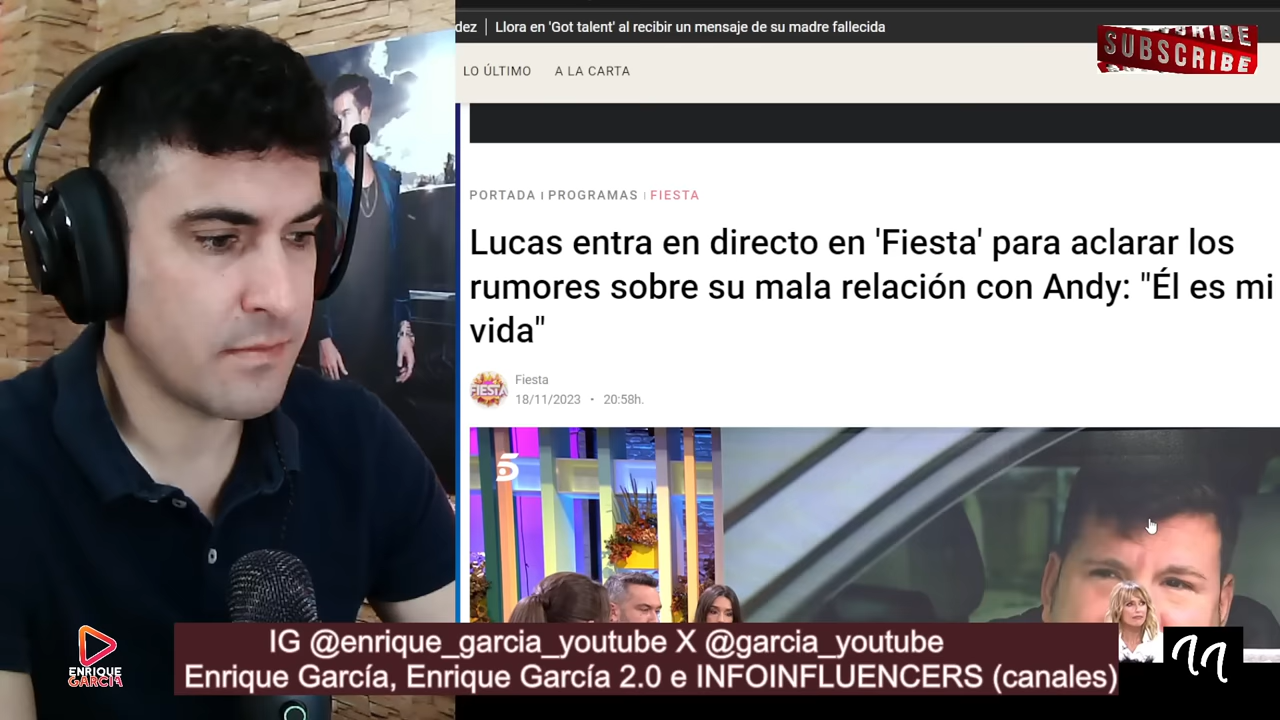 dez | Llora en 'Got talent' al recibir un mensaje de su madre fallecida
SUBSCRIBE
LO ÚLTIMO A LA CARTA
PORTADA | PROGRAMAS | FIESTA
Lucas entra en directo en 'Fiesta' para aclarar los
rumores sobre su mala relación con Andy: "Él es mi
vida"
FIESTA
Fiesta
18/11/2023 • 20:58h.
5
IG @enrique_garcia_youtube X @garcia_youtube
Enrique García, Enrique García 2.0 e INFOINFLUENCERS (canales)
ENRIQUE
GARCÍA